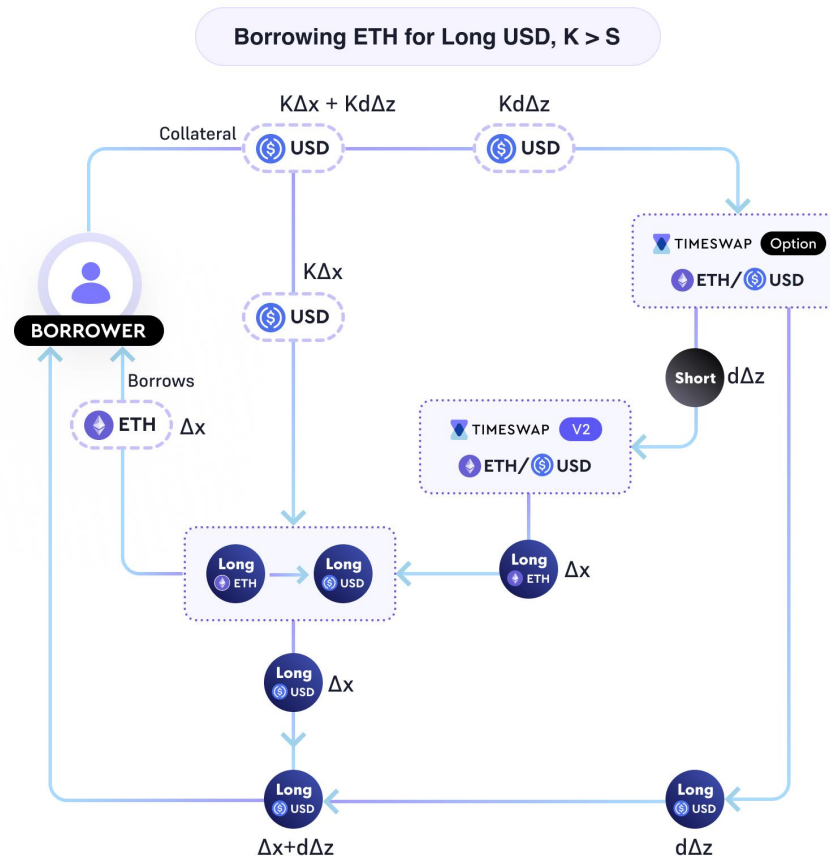 Borrowing ETH for Long USD, K > S
KΔx + KdΔz
KdΔz
Collateral
USD
USD
TIMESWAP Option
ETH/USD
KΔx
USD
BORROWER
Short
dΔz
Borrows
ETH
Δx
TIMESWAP V2
ETH/USD
Long
ETH
Long
USD
Long
ETH
Δx
Long
USD
Δx
Long
USD
Long
USD
Δx+dΔz
dΔz